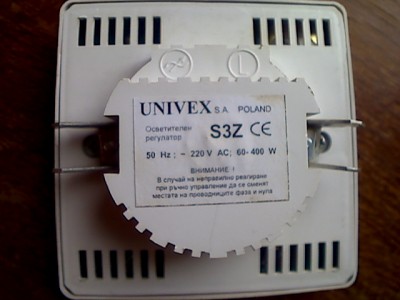 L
UNIVEX S.A. POLAND
Осветителен
регулатор S3Z CE
50 Hz; ~ 220 V AC; 60-400 W
ВНИМАНИЕ !
В случай на неправилно реагиране
при ръчно управление да се сменят
местата на проводниците фаза и нула